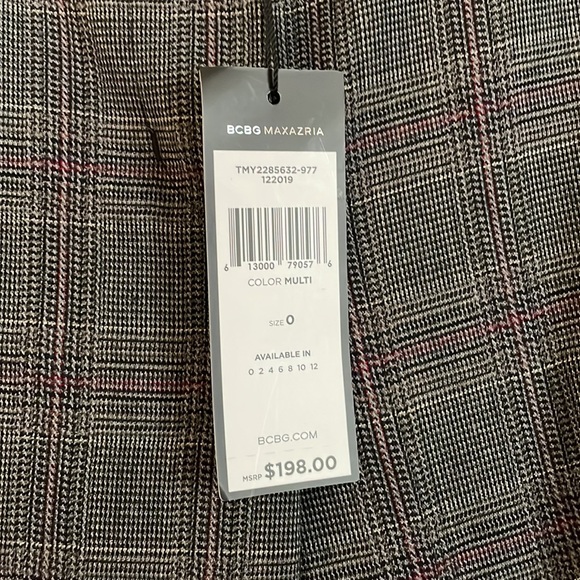 BCBG MAXAZRIA
TMY2285632-977
122019
6 13000 79057 6
COLOR MULTI
SIZE 0
AVAILABLE IN
0 2 4 6 8 10 12
BCBG.COM
MSRP $198.00